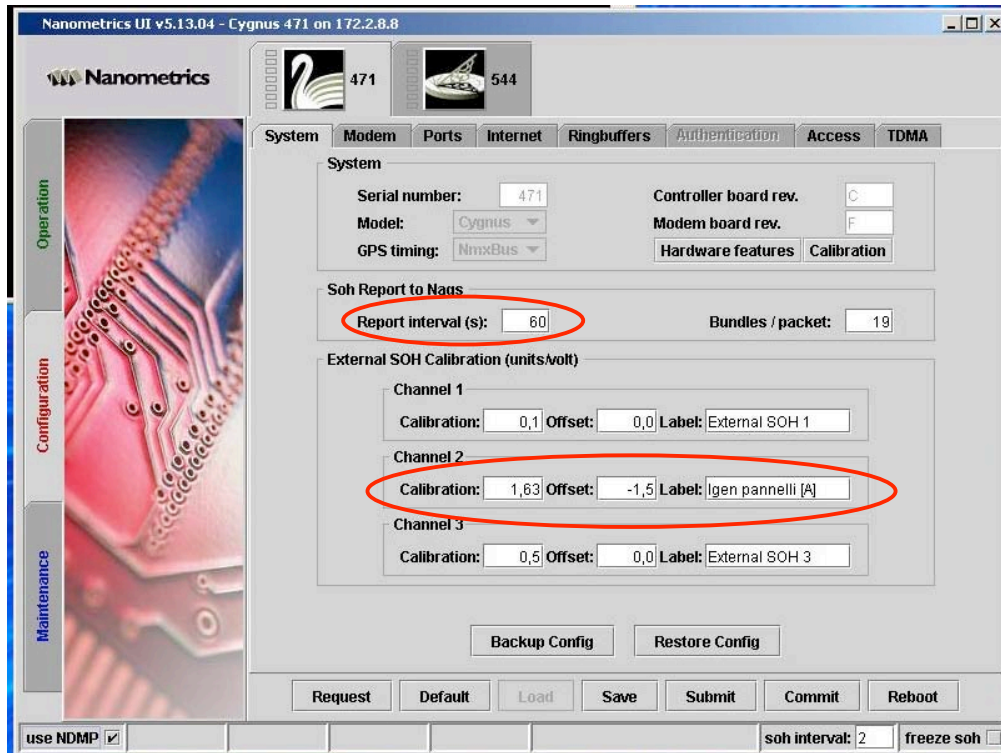 Nanometrics UI v5.13.04 - Cygnus 471 on 172.2.8.8
Nanometrics
471
544
Operation
Configuration
Maintenance
System Modem Ports Internet Ringbuffers Authentication Access TDMA
System
Serial number: 471 Controller board rev. C
Model: Cygnus Modem board rev. F
GPS timing: NmxBus Hardware features Calibration
Soh Report to Naqs
Report interval (s): 60 Bundles / packet: 19
External SOH Calibration (units/volt)
Channel 1
Calibration: 0,1 Offset: 0,0 Label: External SOH 1
Channel 2
Calibration: 1,63 Offset: -1,5 Label: Igen pannelli [A]
Channel 3
Calibration: 0,5 Offset: 0,0 Label: External SOH 3
Backup Config Restore Config
Request Default Load Save Submit Commit Reboot
use NDMP soh interval: 2 freeze soh